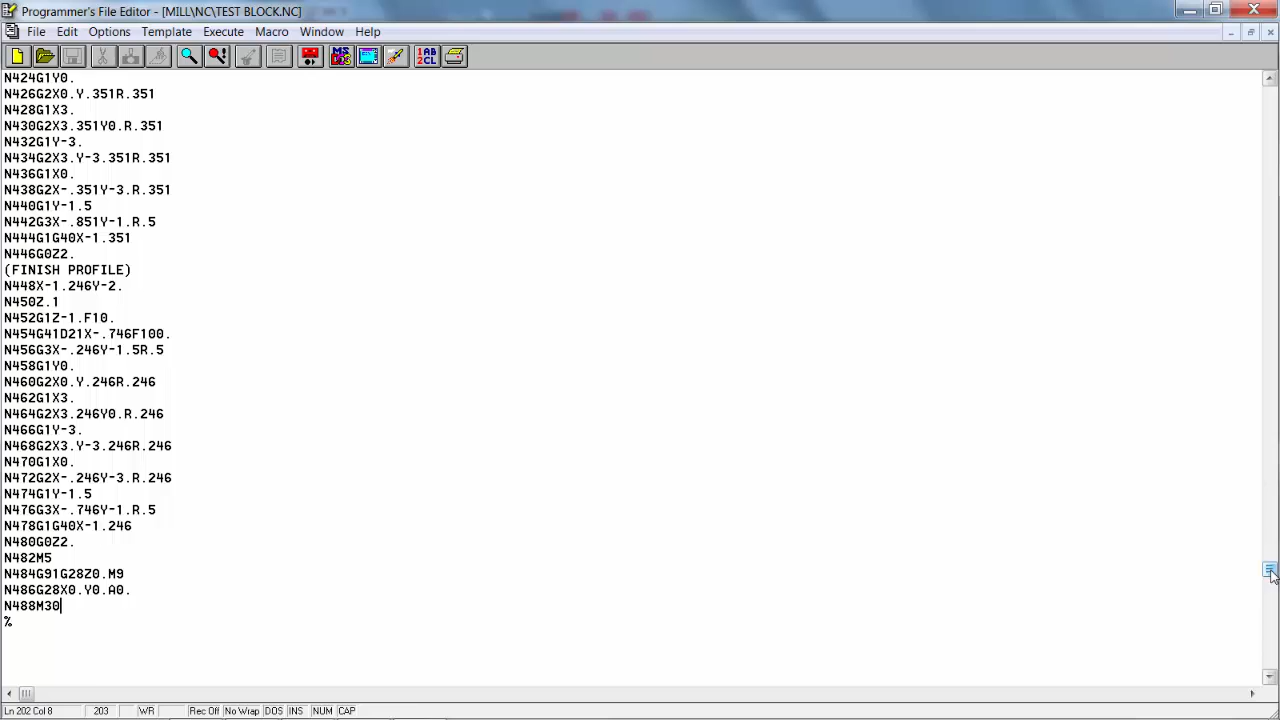 Programmer's File Editor - [MILL\NC\TEST BLOCK.NC]
File Edit Options Template Execute Macro Window Help
MS DOS 1AB 2CL
N424G1Y0.
N426G2X0.Y.351R.351
N428G1X3.
N430G2X3.351Y0.R.351
N432G1Y-3.
N434G2X3.Y-3.351R.351
N436G1X0.
N438G2X-.351Y-3.R.351
N440G1Y-1.5
N442G3X-.851Y-1.R.5
N444G1G40X-1.351
N446G0Z2.
(FINISH PROFILE)
N448X-1.246Y-2.
N450Z.1
N452G1Z-1.F10.
N454G41D21X-.746F100.
N456G3X-.246Y-1.5R.5
N458G1Y0.
N460G2X0.Y.246R.246
N462G1X3.
N464G2X3.246Y0.R.246
N466G1Y-3.
N468G2X3.Y-3.246R.246
N470G1X0.
N472G2X-.246Y-3.R.246
N474G1Y-1.5
N476G3X-.746Y-1.R.5
N478G1G40X-1.246
N480G0Z2.
N482M5
N484G91G28Z0.M9
N486G28X0.Y0.A0.
N488M30
%
Ln 202 Col 8 203 WR Rec Off No Wrap DOS INS NUM CAP